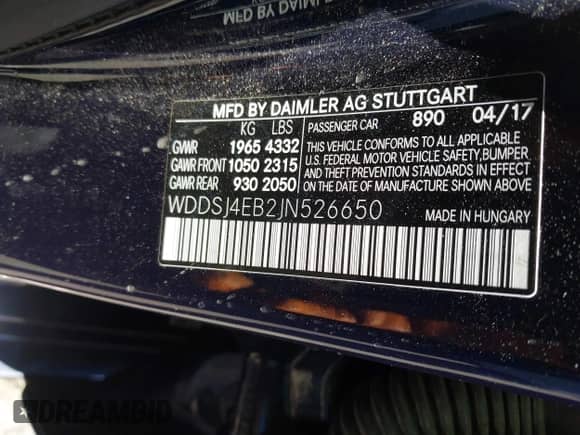 MFD BY DAIMLER AG STUTTGART
KG LBS
PASSENGER CAR 890 04/17
GVWR 1965 4332
GAWR FRONT 1050 2315
GAWR REAR 930 2050
THIS VEHICLE CONFORMS TO ALL APPLICABLE
U.S. FEDERAL MOTOR VEHICLE SAFETY, BUMPER
AND THEFT PREVENTION STANDARDS IN EFFECT
ON THE DATE OF MANUFACTURE SHOWN ABOVE.
WDDSJ4EB2JN526650
MADE IN HUNGARY
DREAMBID